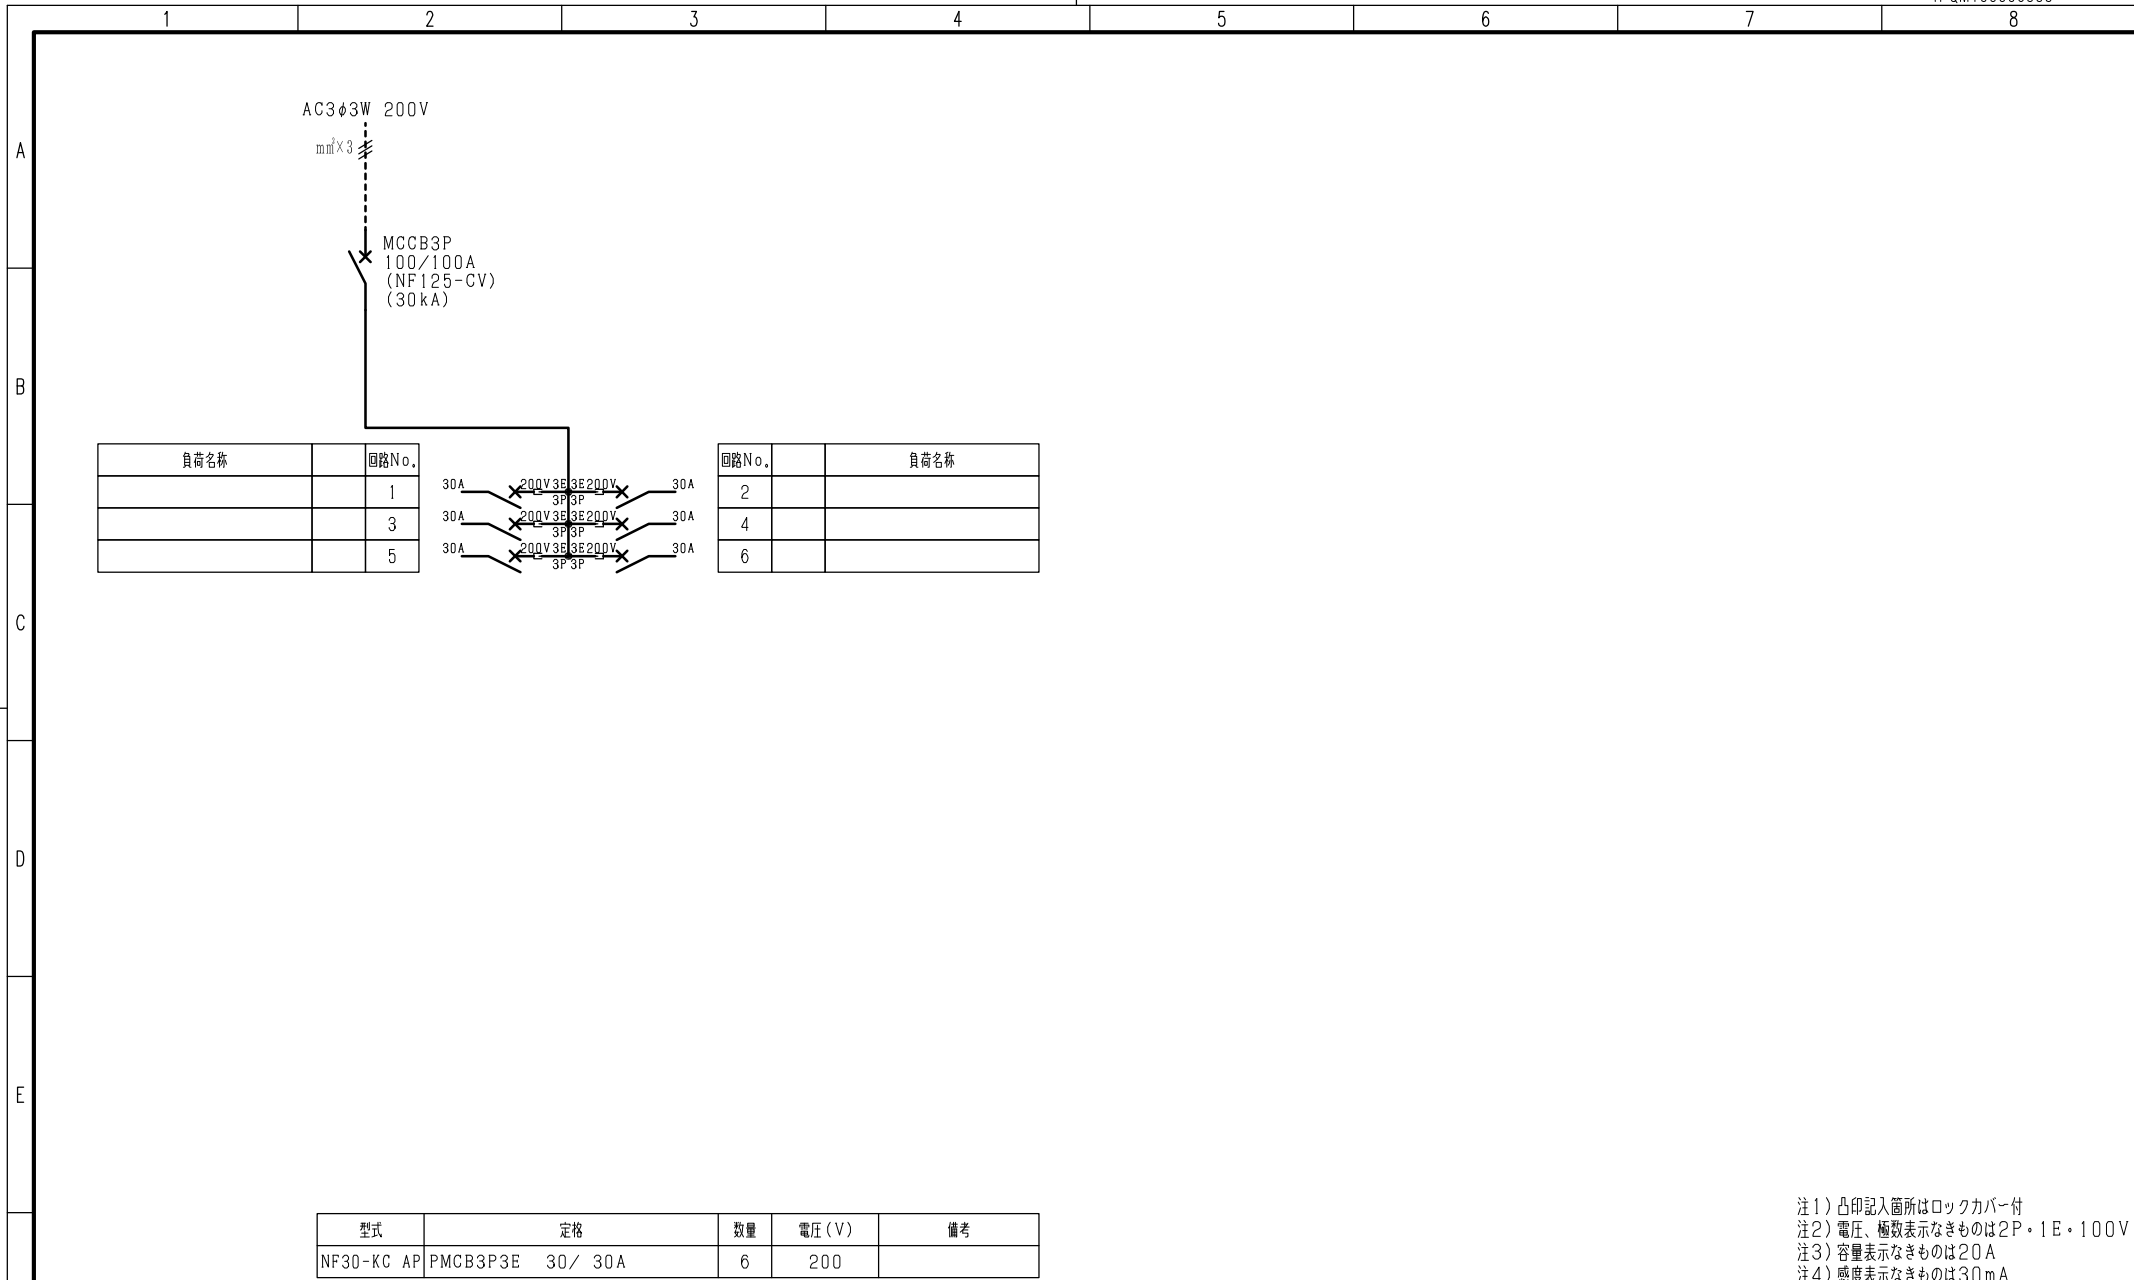 1 2 3 4 5 6 7 8
A
AC3φ3W 200V
mm²×3
MCCB3P
100/100A
(NF125-CV)
(30kA)
B
負荷名称 回路No. 回路No. 負荷名称
1 30A 200V 3E 3E 200V 30A 2
3P 3P
3 30A 200V 3E 3E 200V 30A 4
3P 3P
5 30A 200V 3E 3E 200V 30A 6
3P 3P
C
D
E
型式 定格 数量 電圧(V) 備考
NF30-KC AP PMCB3P3E 30/ 30A 6 200
注1)凸印記入箇所はロックカバー付
注2)電圧、極数表示なきものは2P・1E・100V
注3)容量表示なきものは20A
注4)感度表示なきものは30mA